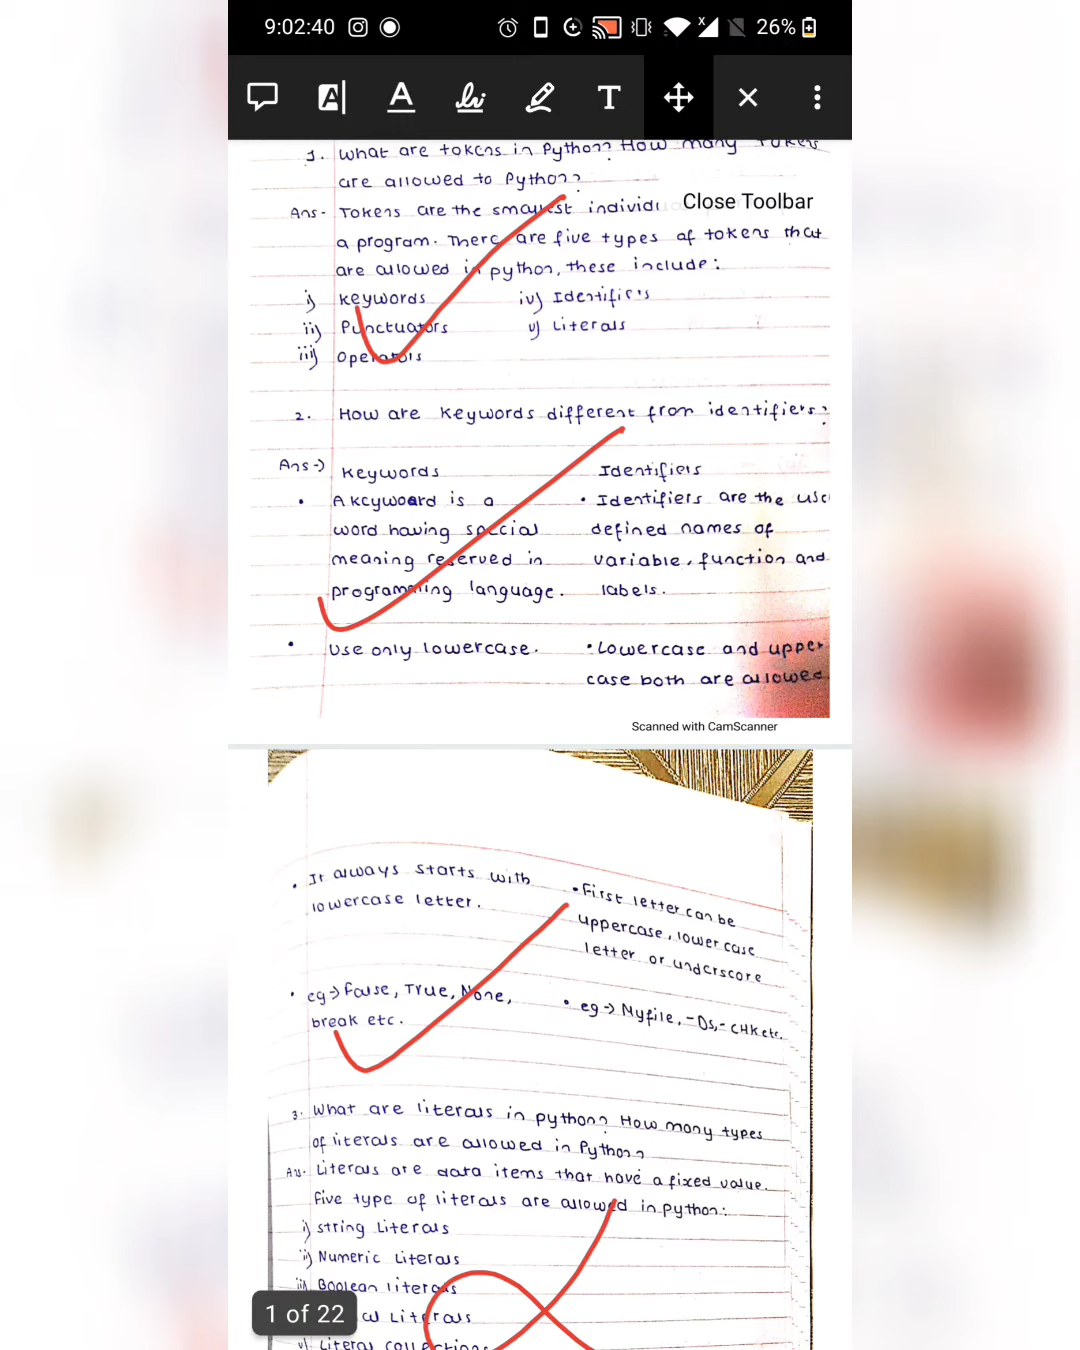 9:02:40
26%
A
A
T
1. What are tokens in Python? How many Tokens
are allowed to Python?
Close Toolbar
Ans - Tokens are the smallest individu
a program. There are five types of tokens that
are allowed in python, these include:
i) Keywords iv) Identifiers
ii) Punctuators v) Literals
iii) Operators
2. How are keywords different from identifiers?
Ans -) Keywords Identifiers
• A keyword is a • Identifiers are the use
word having special defined names of
meaning reserved in variable, function and
programming language. labels.
• Use only lowercase. • Lowercase and upper
case both are allowed
Scanned with CamScanner
• It always starts with • First letter can be
lowercase letter. uppercase, lower case
letter or underscore
• eg → False, True, None, • eg → Myfile, -Ds, - CHK etc.
break etc.
3. What are literals in python? How many types
of literals are allowed in Python?
Ans. Literals are data items that have a fixed value.
Five type of literals are allowed in python:
i) string Literals
ii) Numeric Literals
iii) Boolean literals
1 of 22
al Literals
v) Literal collections